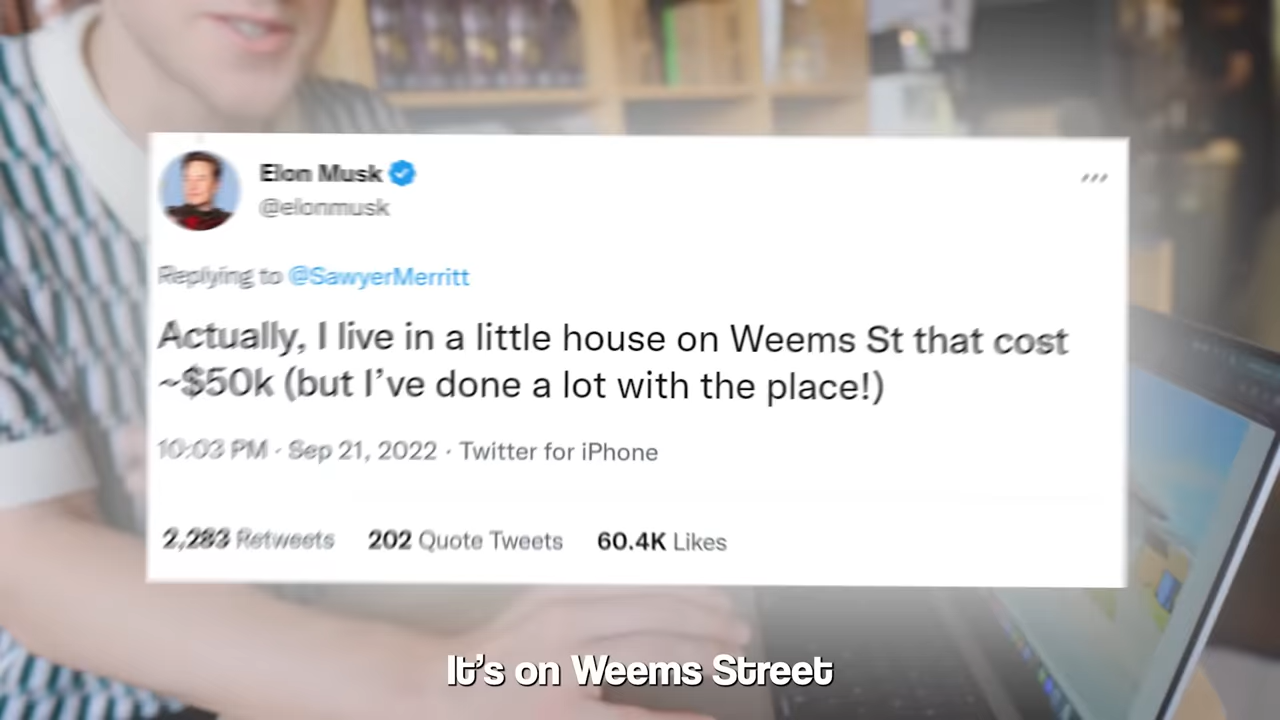 Elon Musk
@elonmusk
Replying to @SawyerMerritt
Actually, I live in a little house on Weems St that cost
~$50k (but I've done a lot with the place!)
10:03 PM · Sep 21, 2022 · Twitter for iPhone
2,283 Retweets 202 Quote Tweets 60.4K Likes
It's on Weems Street